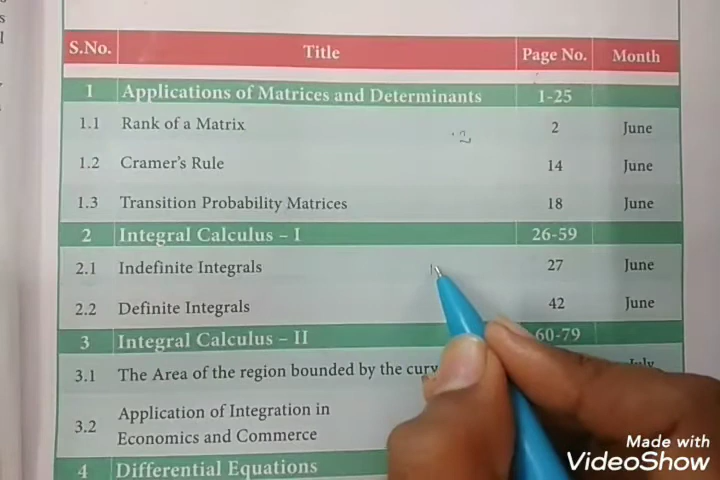 S.No. Title Page No. Month
1 Applications of Matrices and Determinants 1-25
1.1 Rank of a Matrix 2 June
2
1.2 Cramer's Rule 14 June
1.3 Transition Probability Matrices 18 June
2 Integral Calculus – I 26-59
2.1 Indefinite Integrals 27 June
2.2 Definite Integrals 42 June
3 Integral Calculus – II 60-79
3.1 The Area of the region bounded by the July
3.2 Application of Integration in
Economics and Commerce
4 Differential Equations
Made with
VideoShow